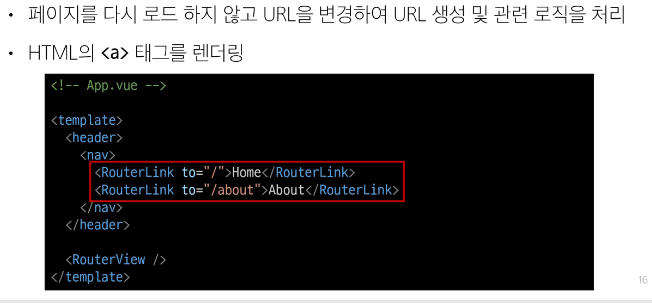 • 페이지를 다시 로드 하지 않고 URL을 변경하여 URL 생성 및 관련 로직을 처리
• HTML의 <a> 태그를 렌더링
<!-- App.vue -->
<template>
<header>
<nav>
<RouterLink to="/">Home</RouterLink>
<RouterLink to="/about">About</RouterLink>
</nav>
</header>
<RouterView />
</template>
16